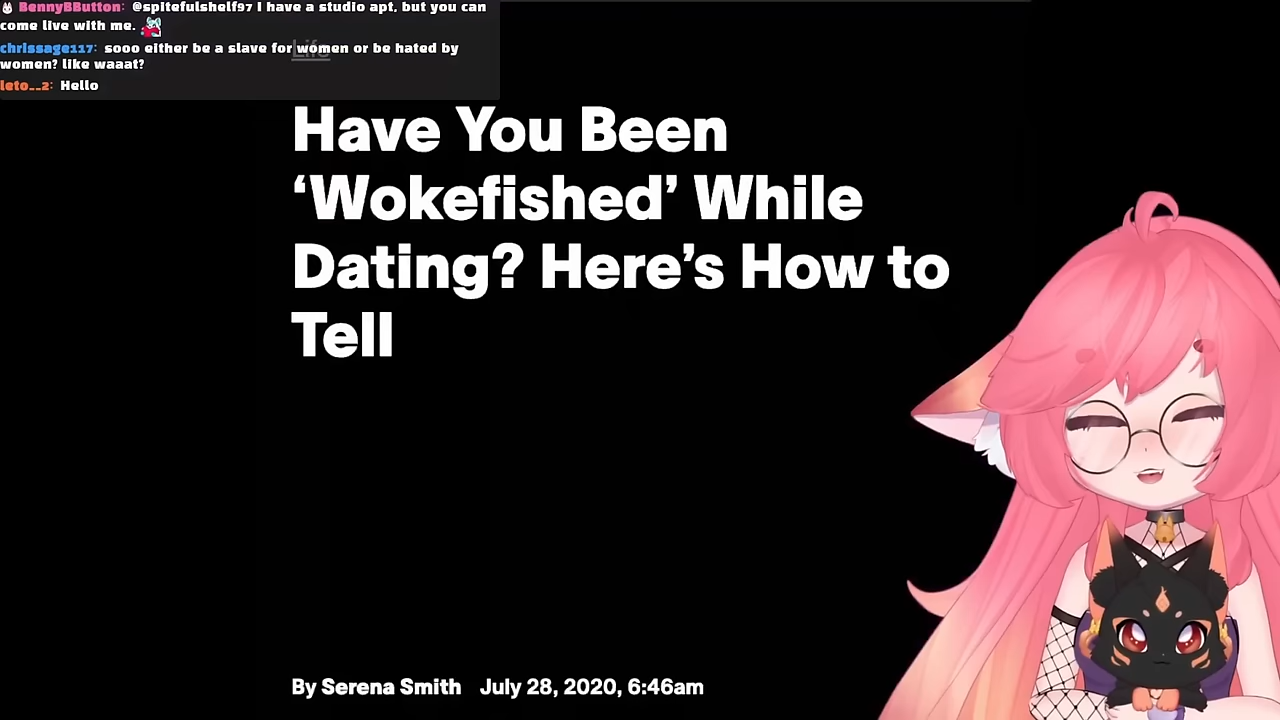 BennyBButton: @spitefulshelf97 I have a studio apt, but you can
come live with me.
chrissage117: sooo either be a slave for women or be hated by
women? like waaat?
leto__2: Hello
Life
Have You Been
‘Wokefished’ While
Dating? Here’s How to
Tell
By Serena Smith July 28, 2020, 6:46am